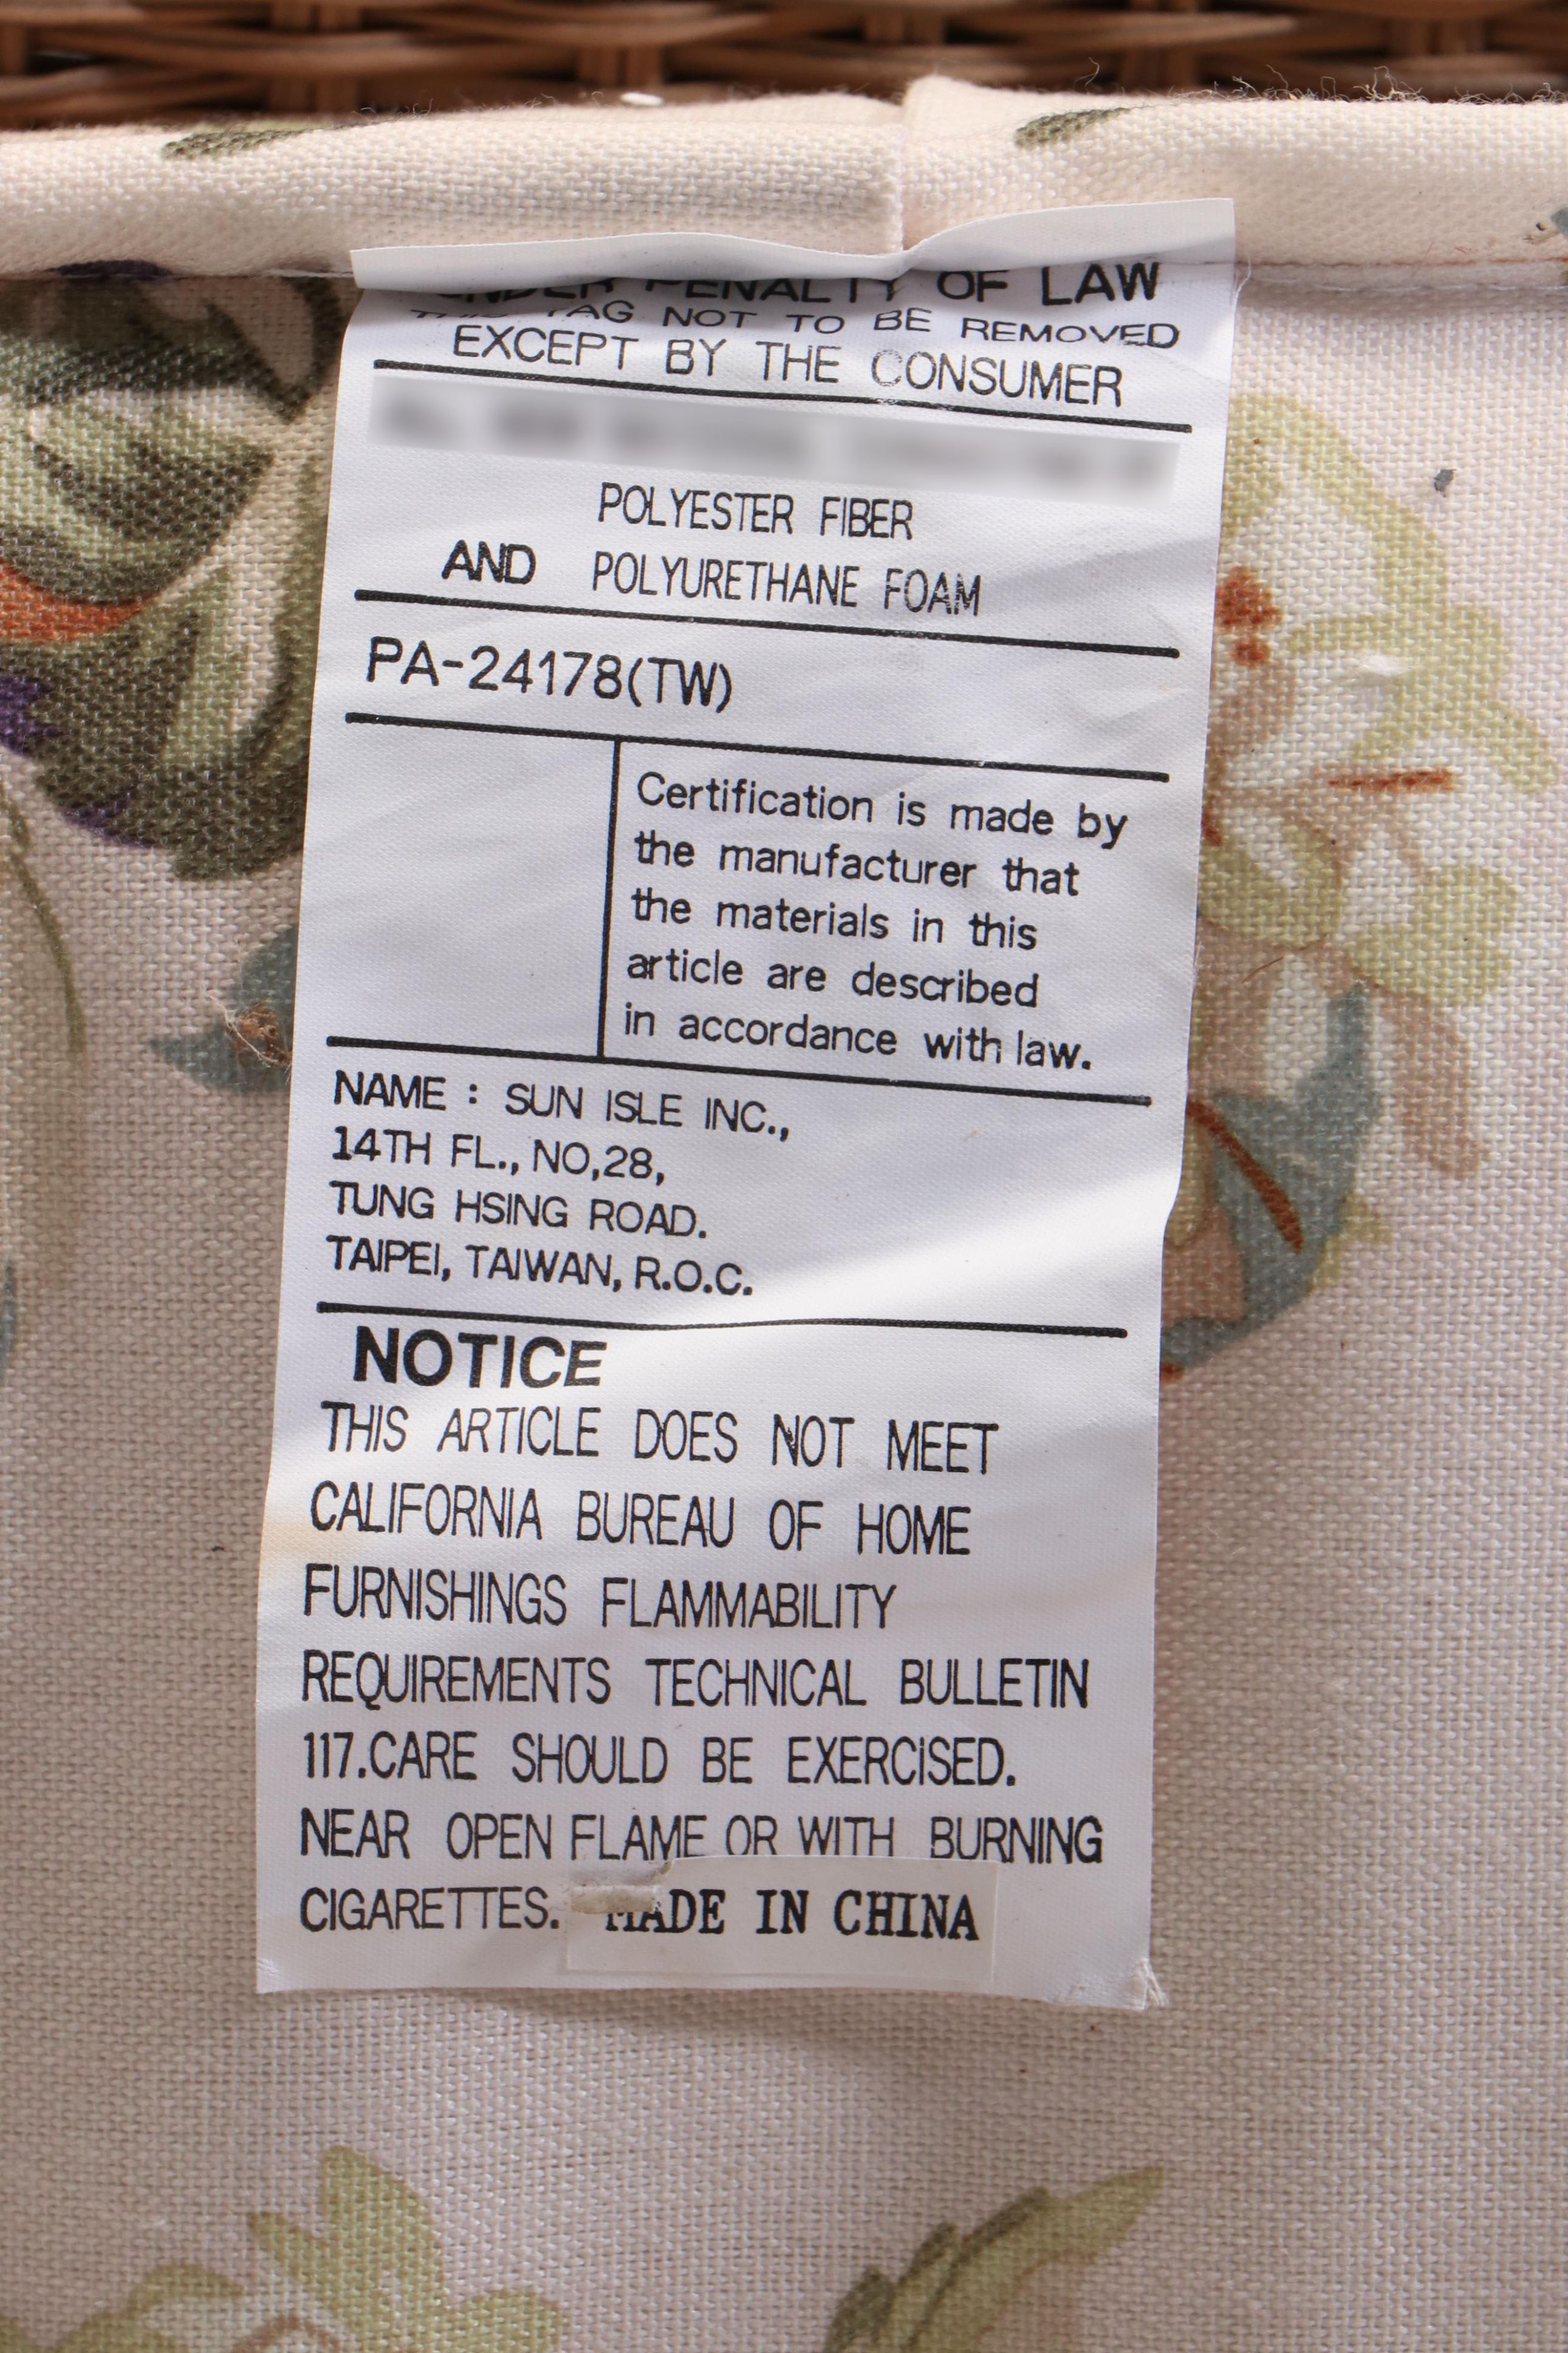 UNDER PENALTY OF LAW
THIS TAG NOT TO BE REMOVED
EXCEPT BY THE CONSUMER
POLYESTER FIBER
AND POLYURETHANE FOAM
PA-24178(TW)
Certification is made by
the manufacturer that
the materials in this
article are described
in accordance with law.
NAME : SUN ISLE INC.,
14TH FL., NO,28,
TUNG HSING ROAD.
TAIPEI, TAIWAN, R.O.C.
NOTICE
THIS ARTICLE DOES NOT MEET
CALIFORNIA BUREAU OF HOME
FURNISHINGS FLAMMABILITY
REQUIREMENTS TECHNICAL BULLETIN
117.CARE SHOULD BE EXERCISED.
NEAR OPEN FLAME OR WITH BURNING
CIGARETTES. MADE IN CHINA